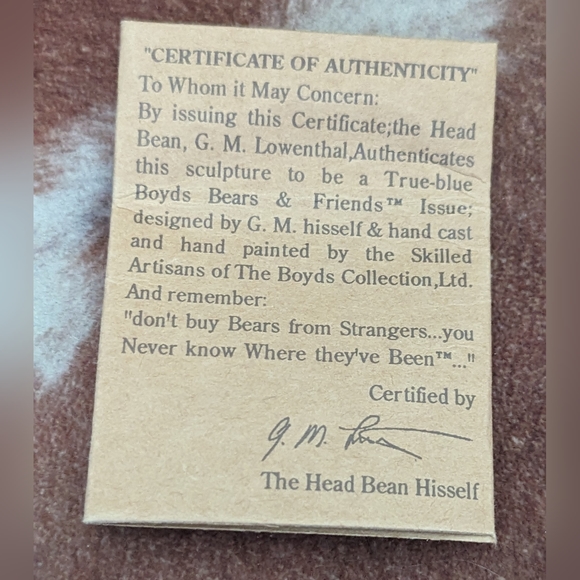 "CERTIFICATE OF AUTHENTICITY"
To Whom it May Concern:
By issuing this Certificate;the Head
Bean, G. M. Lowenthal,Authenticates
this sculpture to be a True-blue
Boyds Bears & Friends™ Issue;
designed by G. M. hisself & hand cast
and hand painted by the Skilled
Artisans of The Boyds Collection,Ltd.
And remember:
"don't buy Bears from Strangers...you
Never know Where they've Been™..."
Certified by
G. M.
The Head Bean Hisself